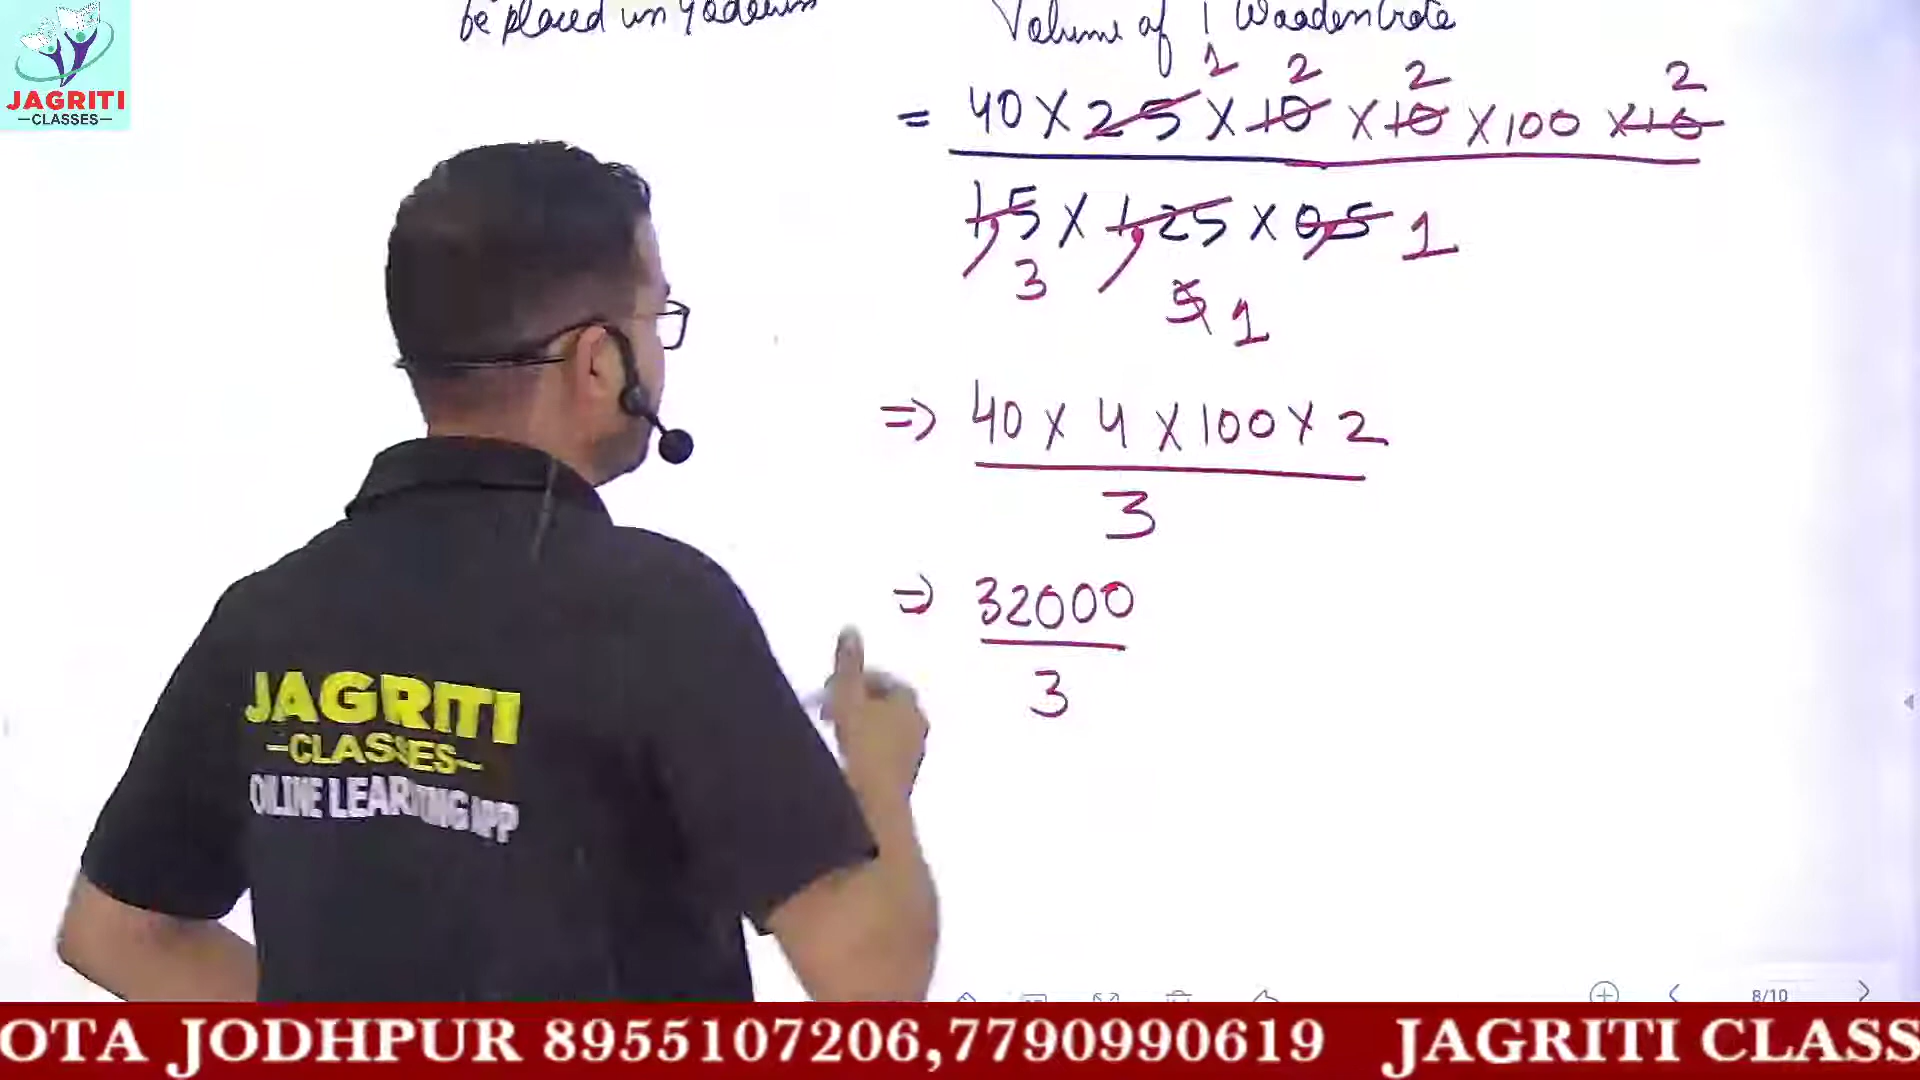 be placed in godown
Volume of 1 Wooden Crate
1 2 2 2
= 40 X 25 X 10 X 10 X 100 X 10
1,5 X 1,25 X 0,5 1
3
5 1
=> 40 X 4 X 100 X 2
3
=> 32000
3
JAGRITI
—CLASSES—
JAGRITI
—CLASSES—
ONLINE LEARNING APP
8/10
OTA JODHPUR 8955107206,7790990619 JAGRITI CLASS